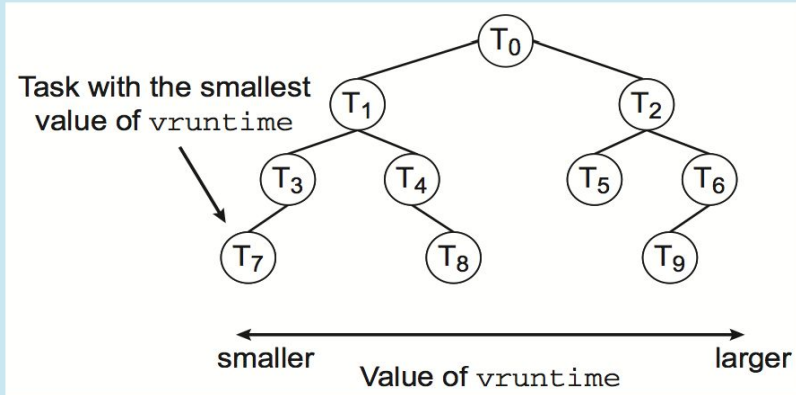 T0
Task with the smallest
value of vruntime
T1
T2
T3
T4
T5
T6
T7
T8
T9
smaller
larger
Value of vruntime